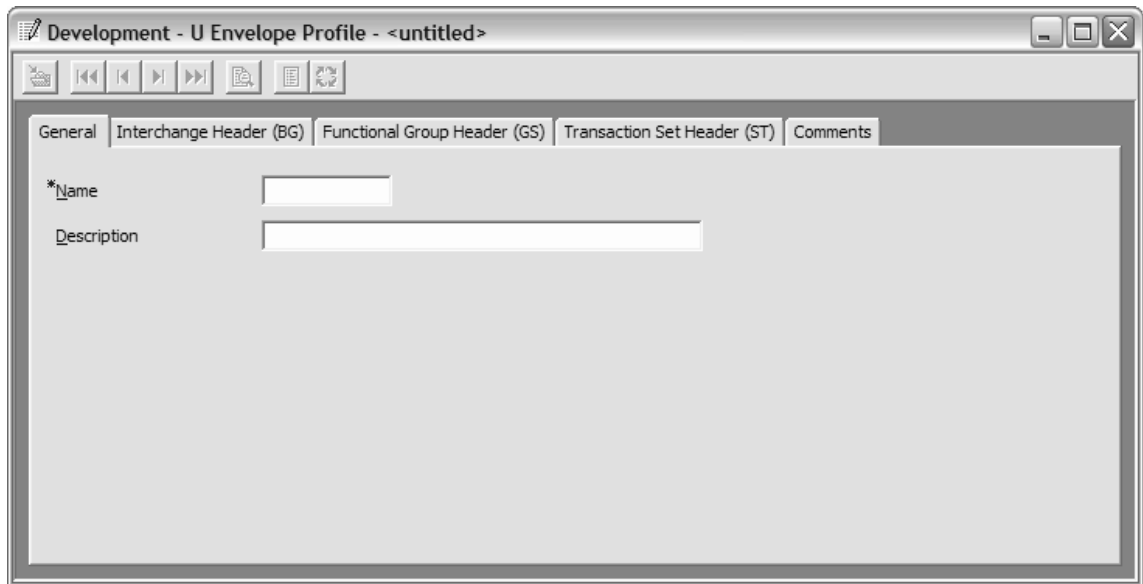 Development - U Envelope Profile - <untitled>
General Interchange Header (BG) Functional Group Header (GS) Transaction Set Header (ST) Comments
*Name
Description